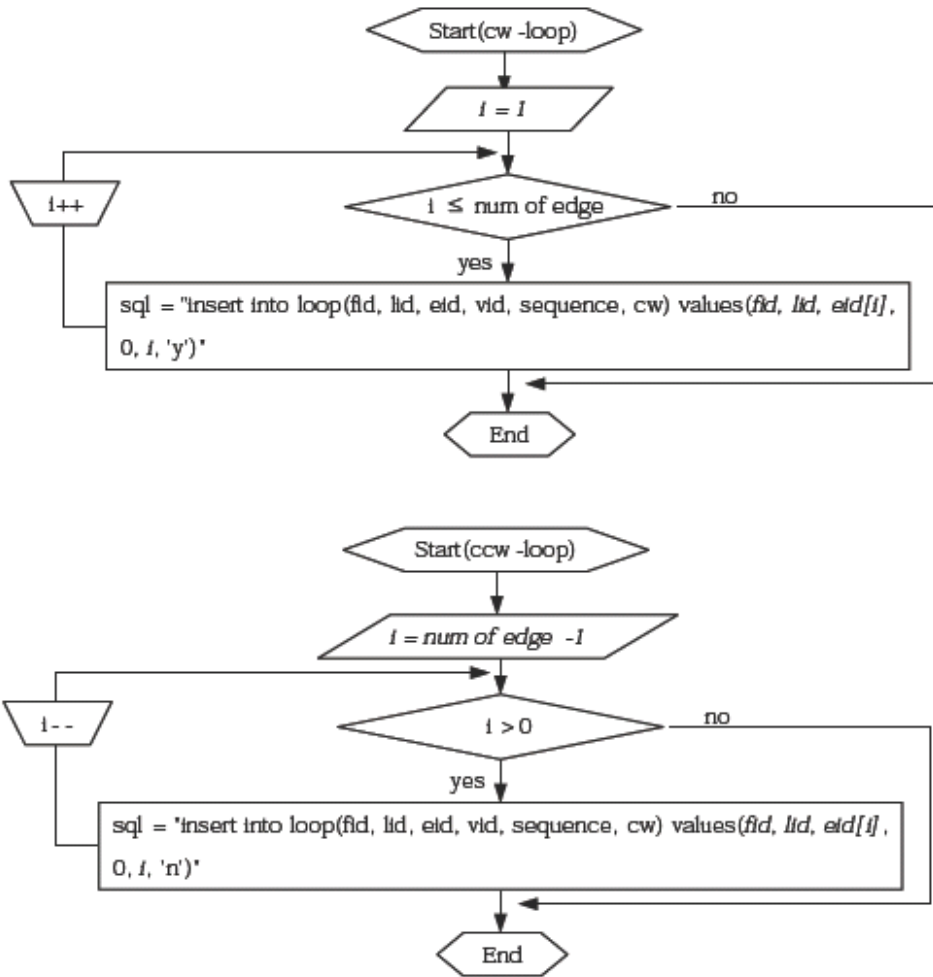 Start(cw -loop)
i = 1
i++
i ≤ num of edge
no
yes
sql = "insert into loop(fid, lid, eid, vid, sequence, cw) values(fid, lid, eid[i],
0, i, 'y')"
End
Start(ccw -loop)
i = num of edge -1
i--
i > 0
no
yes
sql = "insert into loop(fid, lid, eid, vid, sequence, cw) values(fid, lid, eid[i],
0, i, 'n')"
End